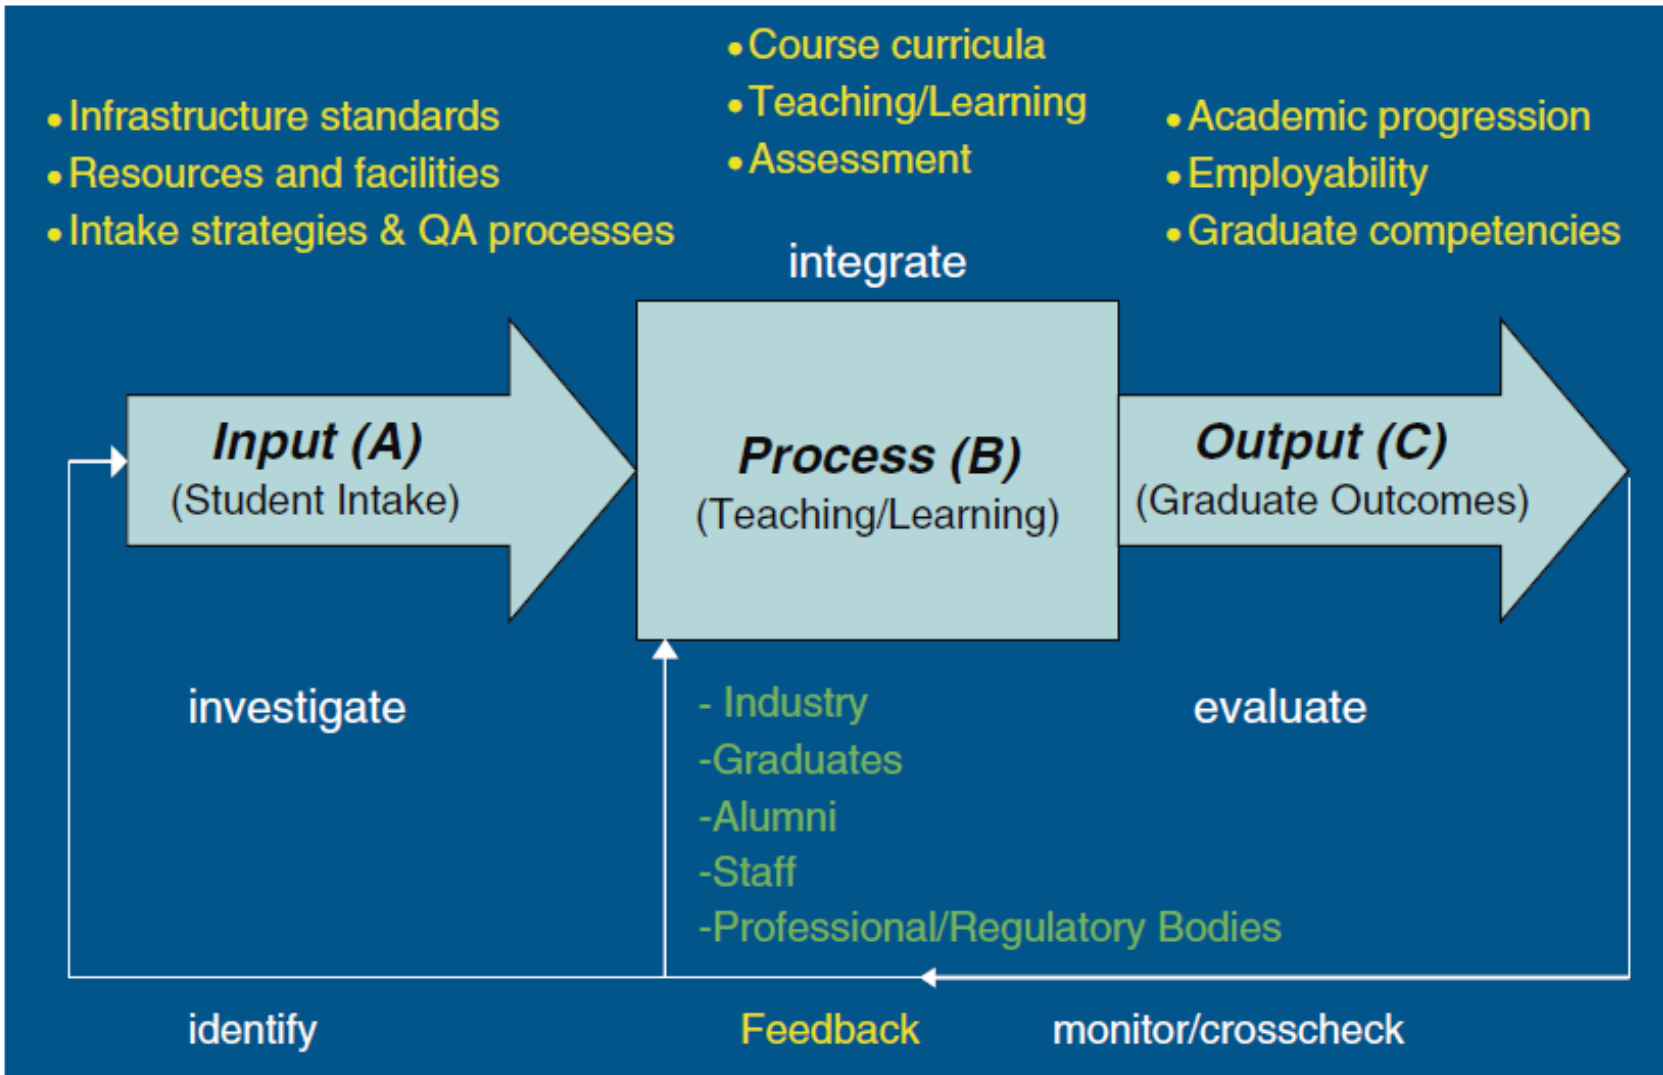 • Infrastructure standards
• Resources and facilities
• Intake strategies & QA processes
• Course curricula
• Teaching/Learning
• Assessment
integrate
• Academic progression
• Employability
• Graduate competencies
Input (A)
(Student Intake)
Process (B)
(Teaching/Learning)
Output (C)
(Graduate Outcomes)
investigate
- Industry
-Graduates
-Alumni
-Staff
-Professional/Regulatory Bodies
evaluate
identify
Feedback
monitor/crosscheck